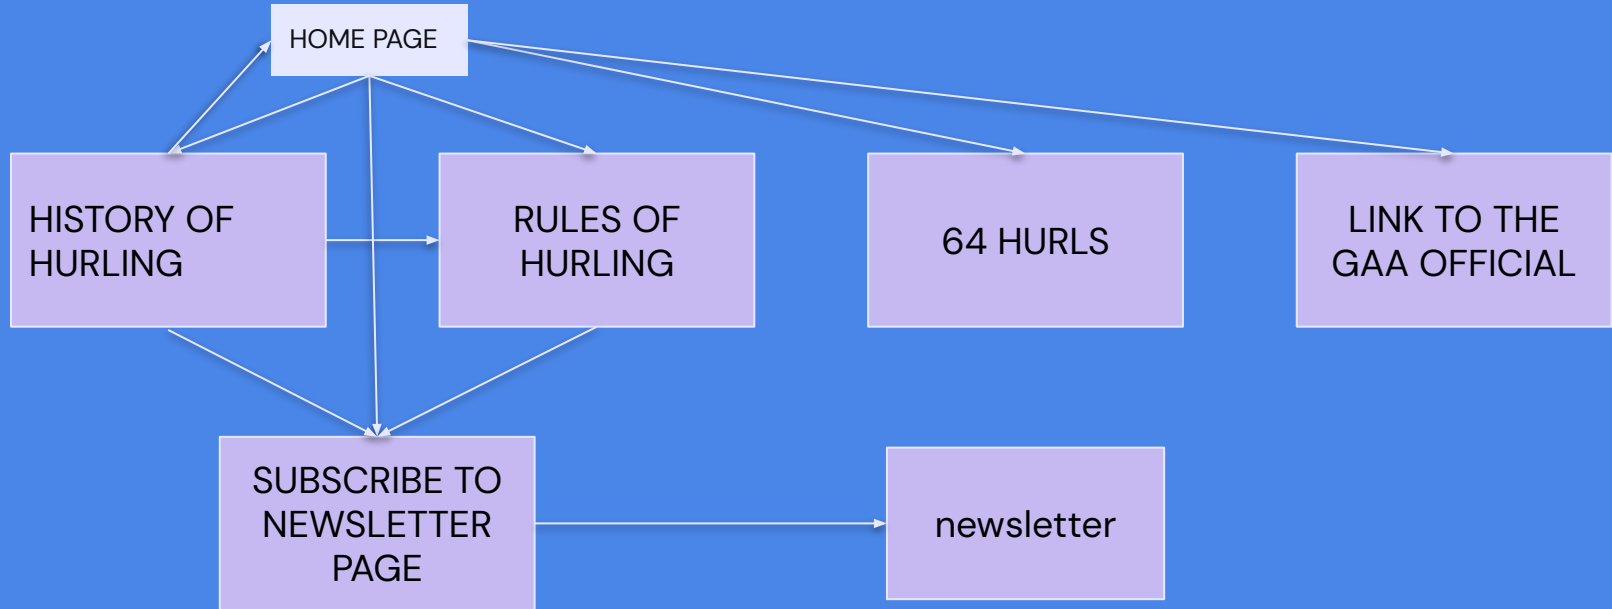 HOME PAGE
HISTORY OF
HURLING
RULES OF
HURLING
64 HURLS
LINK TO THE
GAA OFFICIAL
SUBSCRIBE TO
NEWSLETTER
PAGE
newsletter